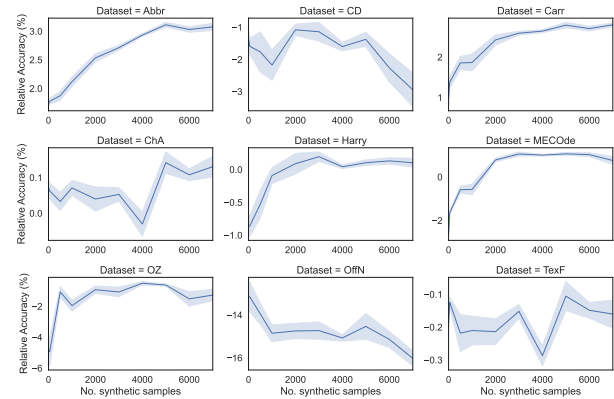 Dataset = Abbr
Dataset = CD
Dataset = Carr
Relative Accuracy (%)
3.0
2.5
2.0
−1
−2
−3
4
2
0 2000 4000 6000
0 2000 4000 6000
0 2000 4000 6000
Dataset = ChA
Dataset = Harry
Dataset = MECOde
Relative Accuracy (%)
0.1
0.0
0.0
−0.5
−1.0
0
−2
0 2000 4000 6000
0 2000 4000 6000
0 2000 4000 6000
Dataset = OZ
Dataset = OffN
Dataset = TexF
Relative Accuracy (%)
−2
−4
−6
−14
−16
−0.1
−0.2
−0.3
0 2000 4000 6000
0 2000 4000 6000
0 2000 4000 6000
No. synthetic samples
No. synthetic samples
No. synthetic samples